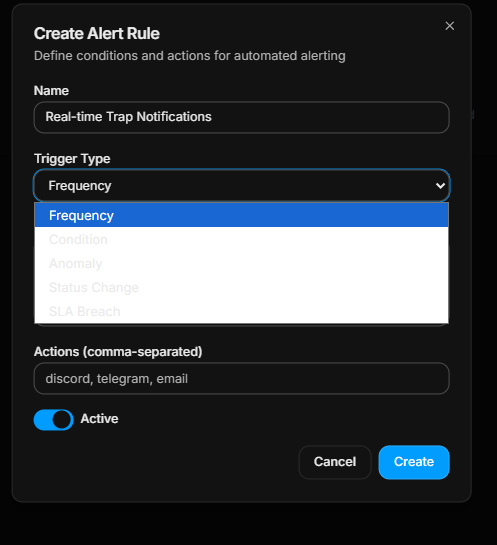 Create Alert Rule
Define conditions and actions for automated alerting
Name
Real-time Trap Notifications
Trigger Type
Frequency
Frequency
Condition
Anomaly
Status Change
SLA Breach
Actions (comma-separated)
discord, telegram, email
Active
Cancel Create